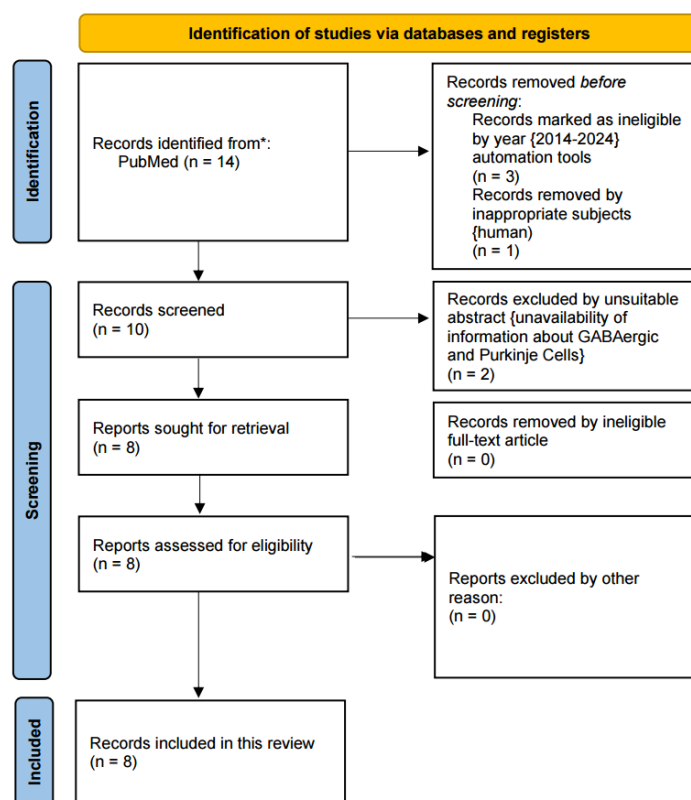 Identification of studies via databases and registers
Identification
Records identified from*:
PubMed (n = 14)
Records removed before
screening:
Records marked as ineligible
by year {2014-2024}
automation tools
(n = 3)
Records removed by
inappropriate subjects
{human)
(n = 1)
Screening
Records screened
(n = 10)
Records excluded by unsuitable
abstract {unavailability of
information about GABAergic
and Purkinje Cells}
(n = 2)
Reports sought for retrieval
(n = 8)
Records removed by ineligible
full-text article
(n = 0)
Reports assessed for eligibility
(n = 8)
Reports excluded by other
reason:
(n = 0)
Included
Records included in this review
(n = 8)